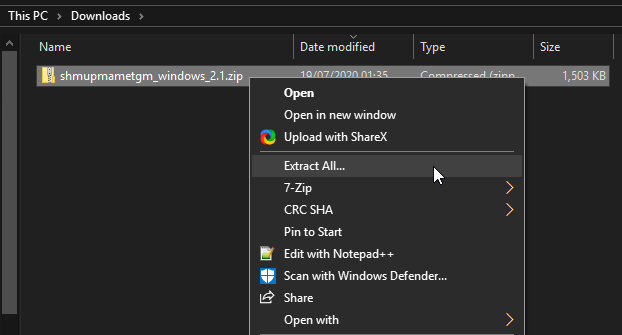 This PC > Downloads >
Name Date modified Type Size
shmupmametgm_windows_2.1.zip 19/07/2020 01:35 Compressed (zipp... 1,503 KB
Open
Open in new window
Upload with ShareX
Extract All...
7-Zip
CRC SHA
Pin to Start
Edit with Notepad++
Scan with Windows Defender...
Share
Open with